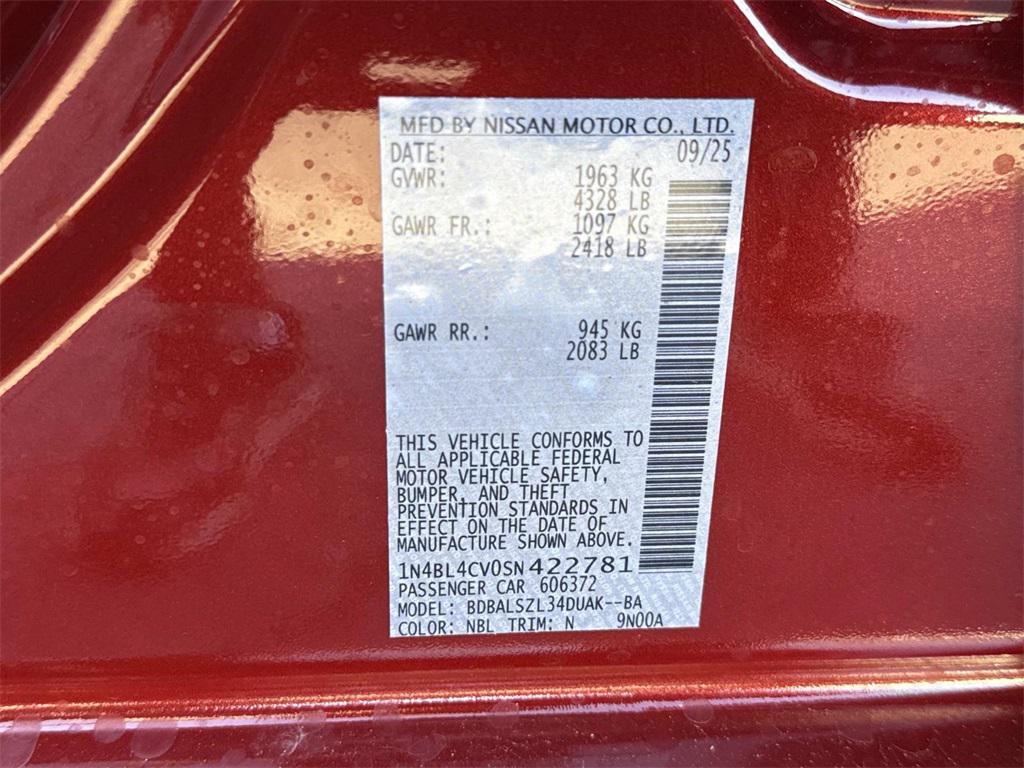 MFD BY NISSAN MOTOR CO., LTD.
DATE: 09/25
GVWR: 1963 KG
4328 LB
GAWR FR.: 1097 KG
2418 LB
GAWR RR.: 945 KG
2083 LB
THIS VEHICLE CONFORMS TO
ALL APPLICABLE FEDERAL
MOTOR VEHICLE SAFETY,
BUMPER, AND THEFT
PREVENTION STANDARDS IN
EFFECT ON THE DATE OF
MANUFACTURE SHOWN ABOVE.
1N4BL4CV0SN422781
PASSENGER CAR 606372
MODEL: BDBALSZL34DUAK--BA
COLOR: NBL TRIM: N 9N00A